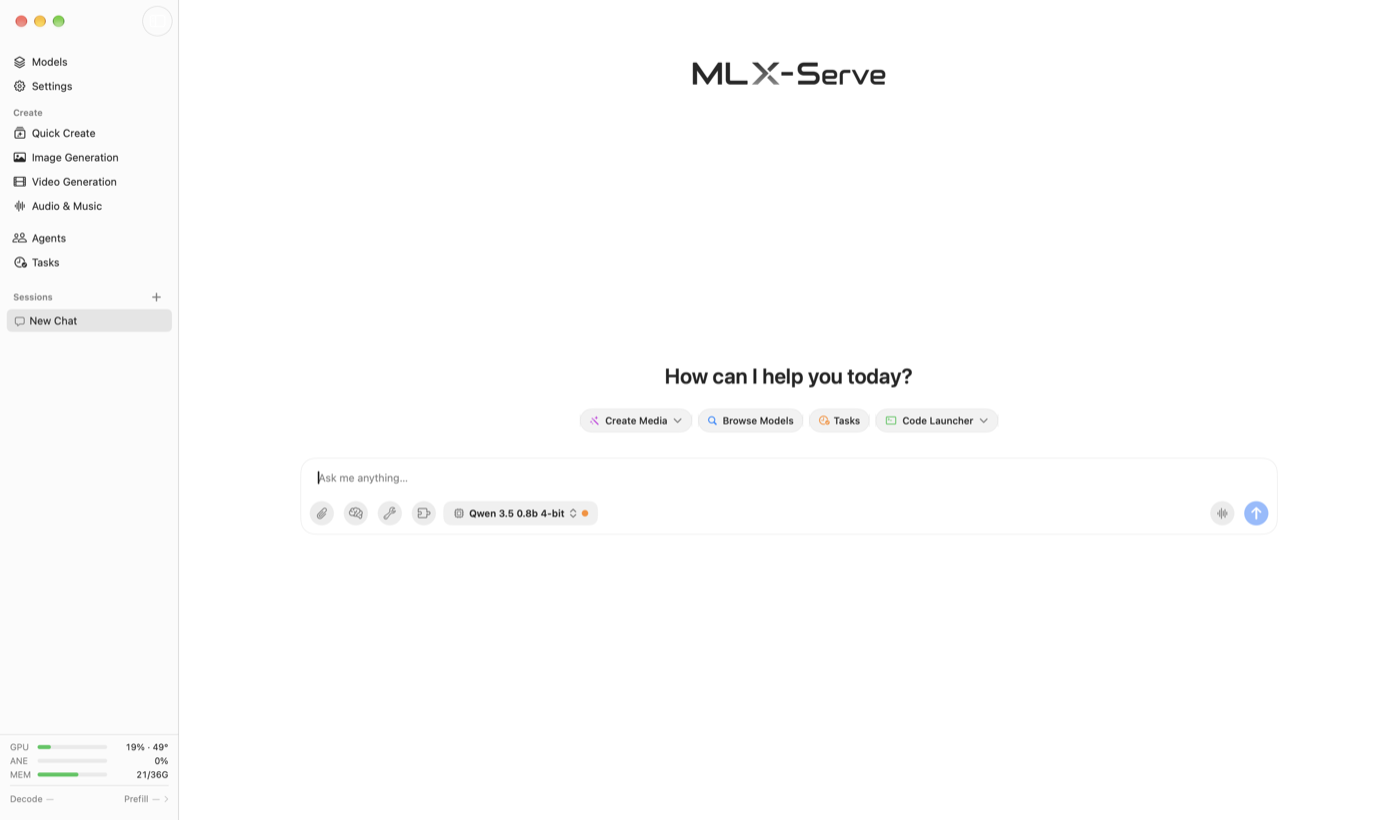 Models
Settings
Create
Quick Create
Image Generation
Video Generation
Audio & Music
Agents
Tasks
Sessions
New Chat
GPU 19% · 49°
ANE 0%
MEM 21/36G
Decode — Prefill —
MLX-Serve
How can I help you today?
Create Media Browse Models Tasks Code Launcher
Ask me anything...
Qwen 3.5 0.8b 4-bit